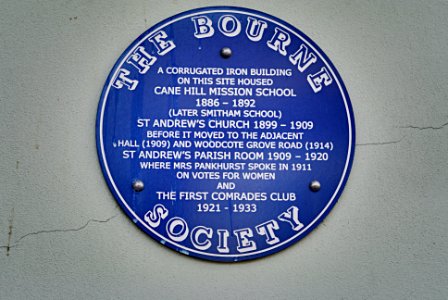 THE BOURNE
A CORRUGATED IRON BUILDING
ON THIS SITE HOUSED
CANE HILL MISSION SCHOOL
1886 – 1892
(LATER SMITHAM SCHOOL)
ST ANDREW'S CHURCH 1899 – 1909
BEFORE IT MOVED TO THE ADJACENT
HALL (1909) AND WOODCOTE GROVE ROAD (1914)
ST ANDREW'S PARISH ROOM 1909 – 1920
WHERE MRS PANKHURST SPOKE IN 1911
ON VOTES FOR WOMEN
AND
THE FIRST COMRADES CLUB
1921 - 1933
SOCIETY